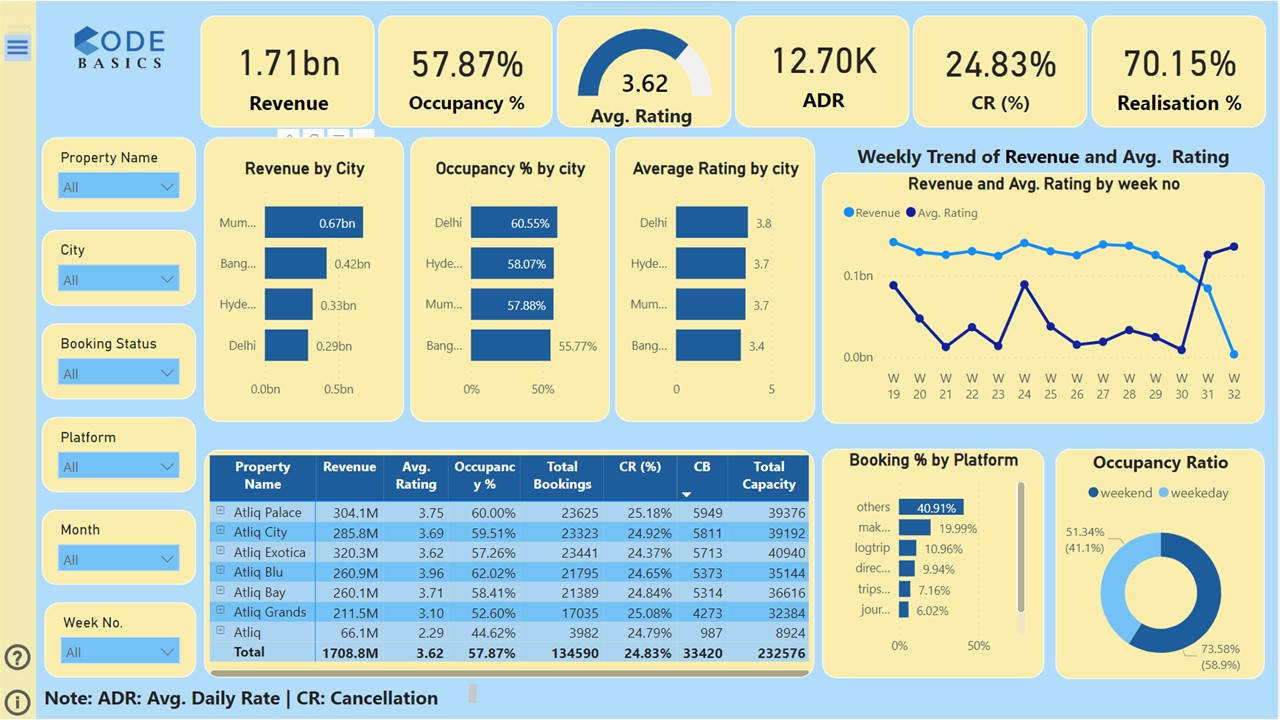 CODE
BASICS
1.71bn
Revenue
57.87%
Occupancy %
3.62
Avg. Rating
12.70K
ADR
24.83%
CR (%)
70.15%
Realisation %
Property Name
All
City
All
Booking Status
All
Platform
All
Month
All
Week No.
All
Revenue by City
Mum... 0.67bn
Bang... 0.42bn
Hyde... 0.33bn
Delhi 0.29bn
0.0bn 0.5bn
Occupancy % by city
Delhi 60.55%
Hyde... 58.07%
Mum... 57.88%
Bang... 55.77%
0% 50%
Average Rating by city
Delhi 3.8
Hyde... 3.7
Mum... 3.7
Bang... 3.4
0 5
Weekly Trend of Revenue and Avg. Rating
Revenue and Avg. Rating by week no
Revenue Avg. Rating
0.1bn
0.0bn
W W W W W W W W W W W W W W
19 20 21 22 23 24 25 26 27 28 29 30 31 32
Property Revenue Avg. Occupanc Total CR (%) CB Total
Name Rating y % Bookings Capacity
Atliq Palace 304.1M 3.75 60.00% 23625 25.18% 5949 39376
Atliq City 285.8M 3.69 59.51% 23323 24.92% 5811 39192
Atliq Exotica 320.3M 3.62 57.26% 23441 24.37% 5713 40940
Atliq Blu 260.9M 3.96 62.02% 21795 24.65% 5373 35144
Atliq Bay 260.1M 3.71 58.41% 21389 24.84% 5314 36616
Atliq Grands 211.5M 3.10 52.60% 17035 25.08% 4273 32384
Atliq 66.1M 2.29 44.62% 3982 24.79% 987 8924
Total 1708.8M 3.62 57.87% 134590 24.83% 33420 232576
Booking % by Platform
others 40.91%
mak... 19.99%
logtrip 10.96%
direc... 9.94%
trips... 7.16%
jour... 6.02%
0% 50%
Occupancy Ratio
weekend weekeday
51.34%
(41.1%)
73.58%
(58.9%)
Note: ADR: Avg. Daily Rate | CR: Cancellation